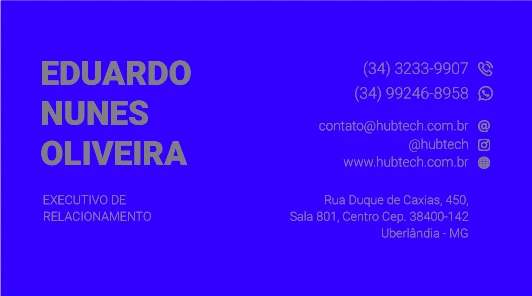 EDUARDO
NUNES
OLIVEIRA
EXECUTIVO DE
RELACIONAMENTO
(34) 3233-9907
(34) 99246-8958
contato@hubtech.com.br
@hubtech
www.hubtech.com.br
Rua Duque de Caxias, 450,
Sala 801, Centro Cep. 38400-142
Uberlândia - MG